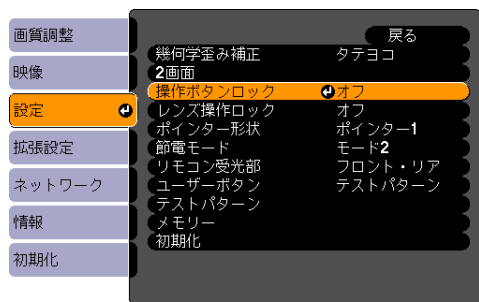 画質調整
映像
設定
拡張設定
ネットワーク
情報
初期化
戻る
幾何学歪み補正 タテヨコ
2画面
操作ボタンロック オフ
レンズ操作ロック オフ
ポインター形状 ポインター1
節電モード モード2
リモコン受光部 フロント・リア
ユーザーボタン テストパターン
テストパターン
メモリー
初期化